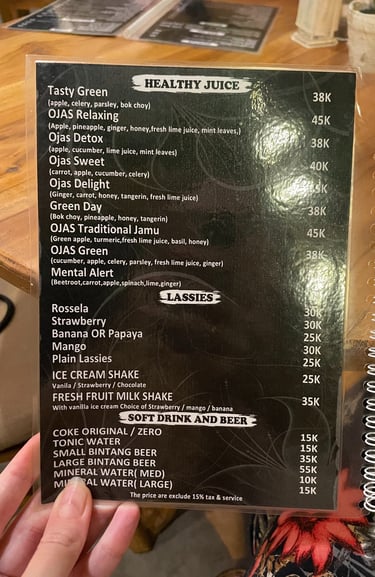 HEALTHY JUICE
Tasty Green 38K
(apple, celery, parsley, bok choy)
OJAS Relaxing 45K
(Apple, pineapple, ginger, honey,fresh lime juice, mint leaves,)
Ojas Detox 38K
(apple, cucumber, lime juice, mint leaves)
Ojas Sweet 40K
(carrot, apple, cucumber, celery)
Ojas Delight
(Ginger, carrot, honey, tangerin, fresh lime juice)
Green Day 38K
(Bok choy, pineapple, honey, tangerin)
OJAS Traditional Jamu 45K
(Green apple, turmeric,fresh lime juice, basil, honey)
OJAS Green 38K
(cucumber, apple, celery, parsley, fresh lime juice, ginger)
Mental Alert
(Beetroot,carrot,apple,spinach,lime,ginger)
LASSIES
Rossela 30K
Strawberry 30K
Banana OR Papaya 25K
Mango 30K
Plain Lassies 25K
ICE CREAM SHAKE 25K
Vanila / Strawberry / Chocolate
FRESH FRUIT MILK SHAKE 35K
With vanilla ice cream Choice of Strawberry / mango / banana
SOFT DRINK AND BEER
COKE ORIGINAL / ZERO 15K
TONIC WATER 15K
SMALL BINTANG BEER 35K
LARGE BINTANG BEER 55K
MINERAL WATER( MED) 10K
MINERAL WATER( LARGE) 15K
The price are exclude 15% tax & service